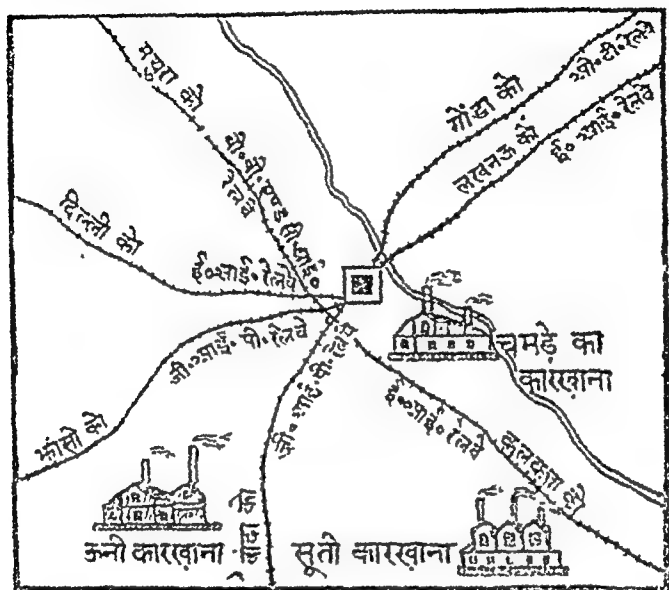 मथुरा को
बी॰बी॰एण्ड सी॰आई॰
रेलवे
गोंडा को
ओ॰टी॰रेलवे
लखनऊ को
ई॰आई॰रेलवे
दिल्ली को
ई॰आई॰रेलवे
जी॰आई॰पी॰रेलवे
झाँसी को
जी॰आई॰पी॰रेलवे
ई॰आई॰रेलवे
कलकत्ता को
चमड़े का
कारख़ाना
ऊनी कारख़ाना
सूती कारख़ाना